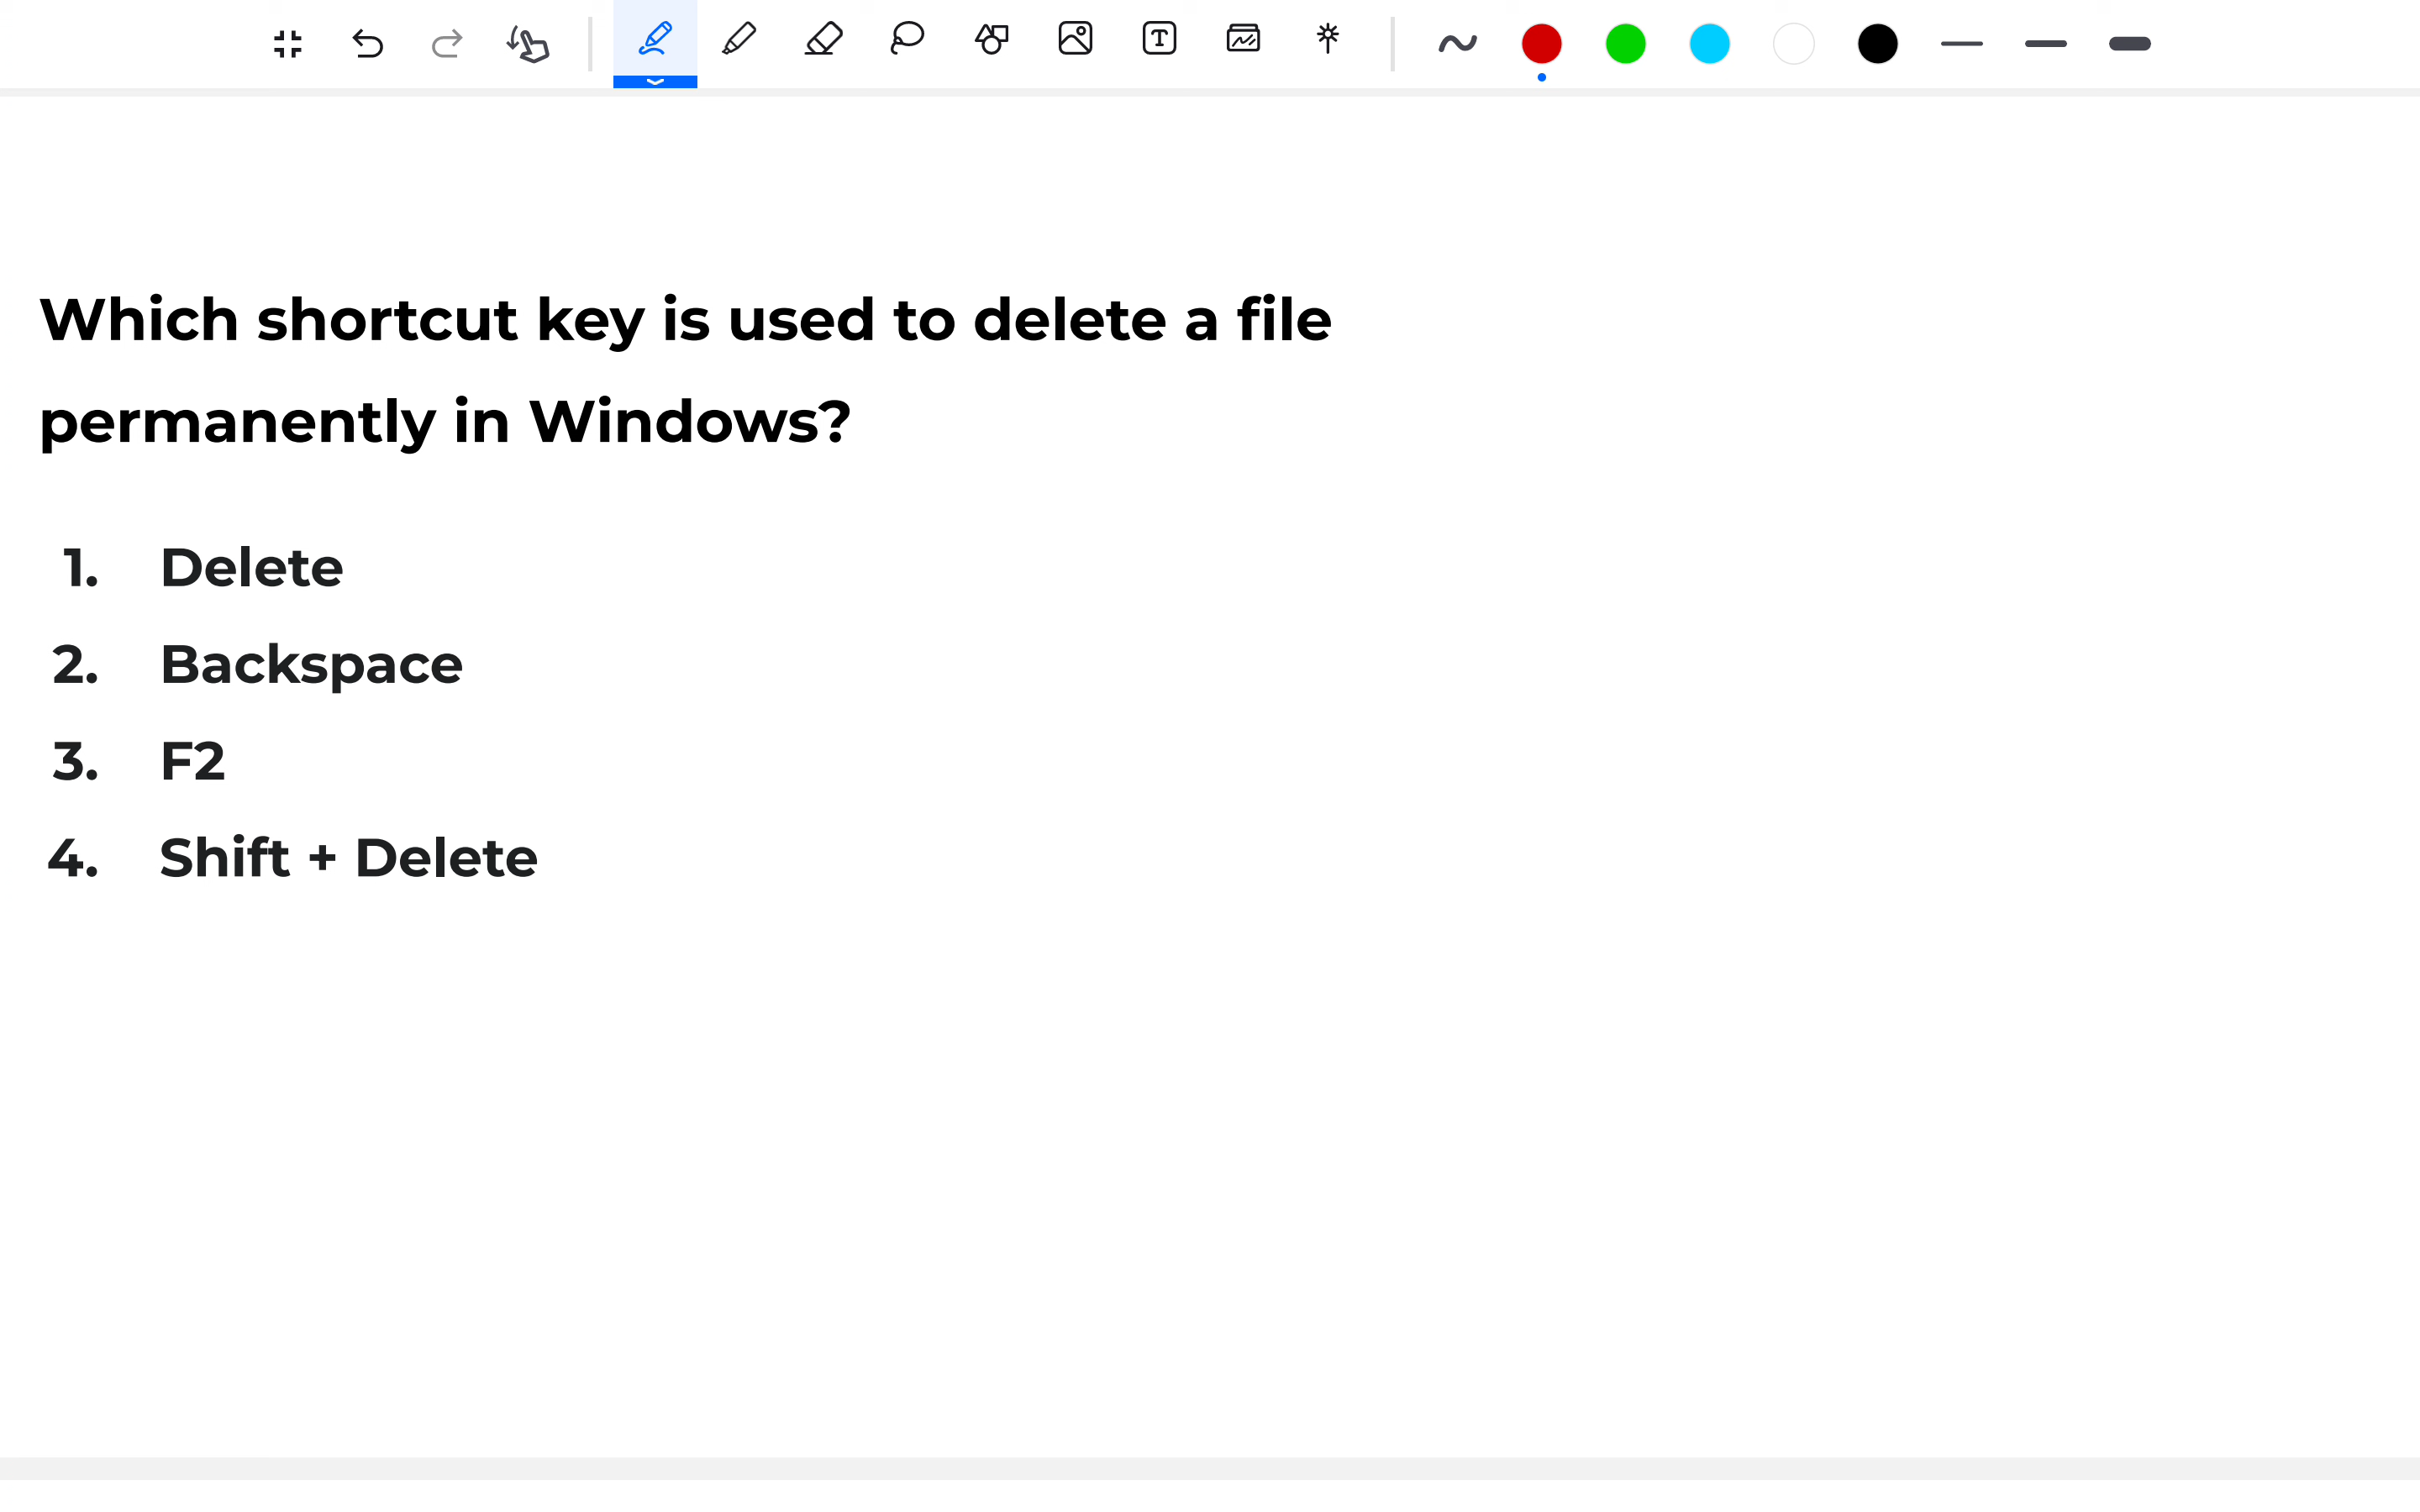 Which shortcut key is used to delete a file
permanently in Windows?
1. Delete
2. Backspace
3. F2
4. Shift + Delete